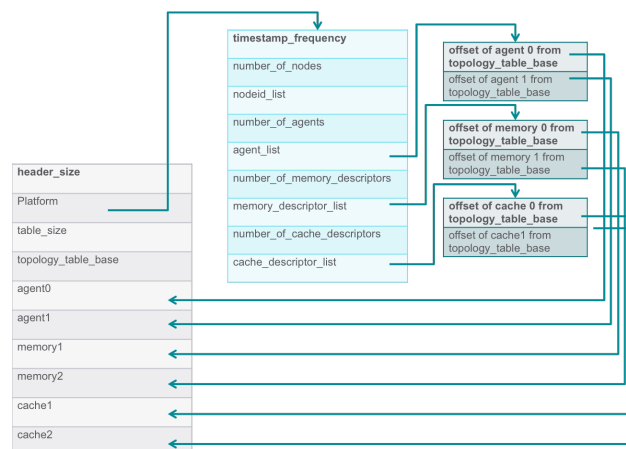 timestamp_frequency
number_of_nodes
nodeid_list
number_of_agents
agent_list
number_of_memory_descriptors
memory_descriptor_list
number_of_cache_descriptors
cache_descriptor_list
offset of agent 0 from
topology_table_base
offset of agent 1 from
topology_table_base
offset of memory 0 from
topology_table_base
offset of memory 1 from
topology_table_base
offset of cache 0 from
topology_table_base
offset of cache1 from
topology_table_base
header_size
Platform
table_size
topology_table_base
agent0
agent1
memory1
memory2
cache1
cache2